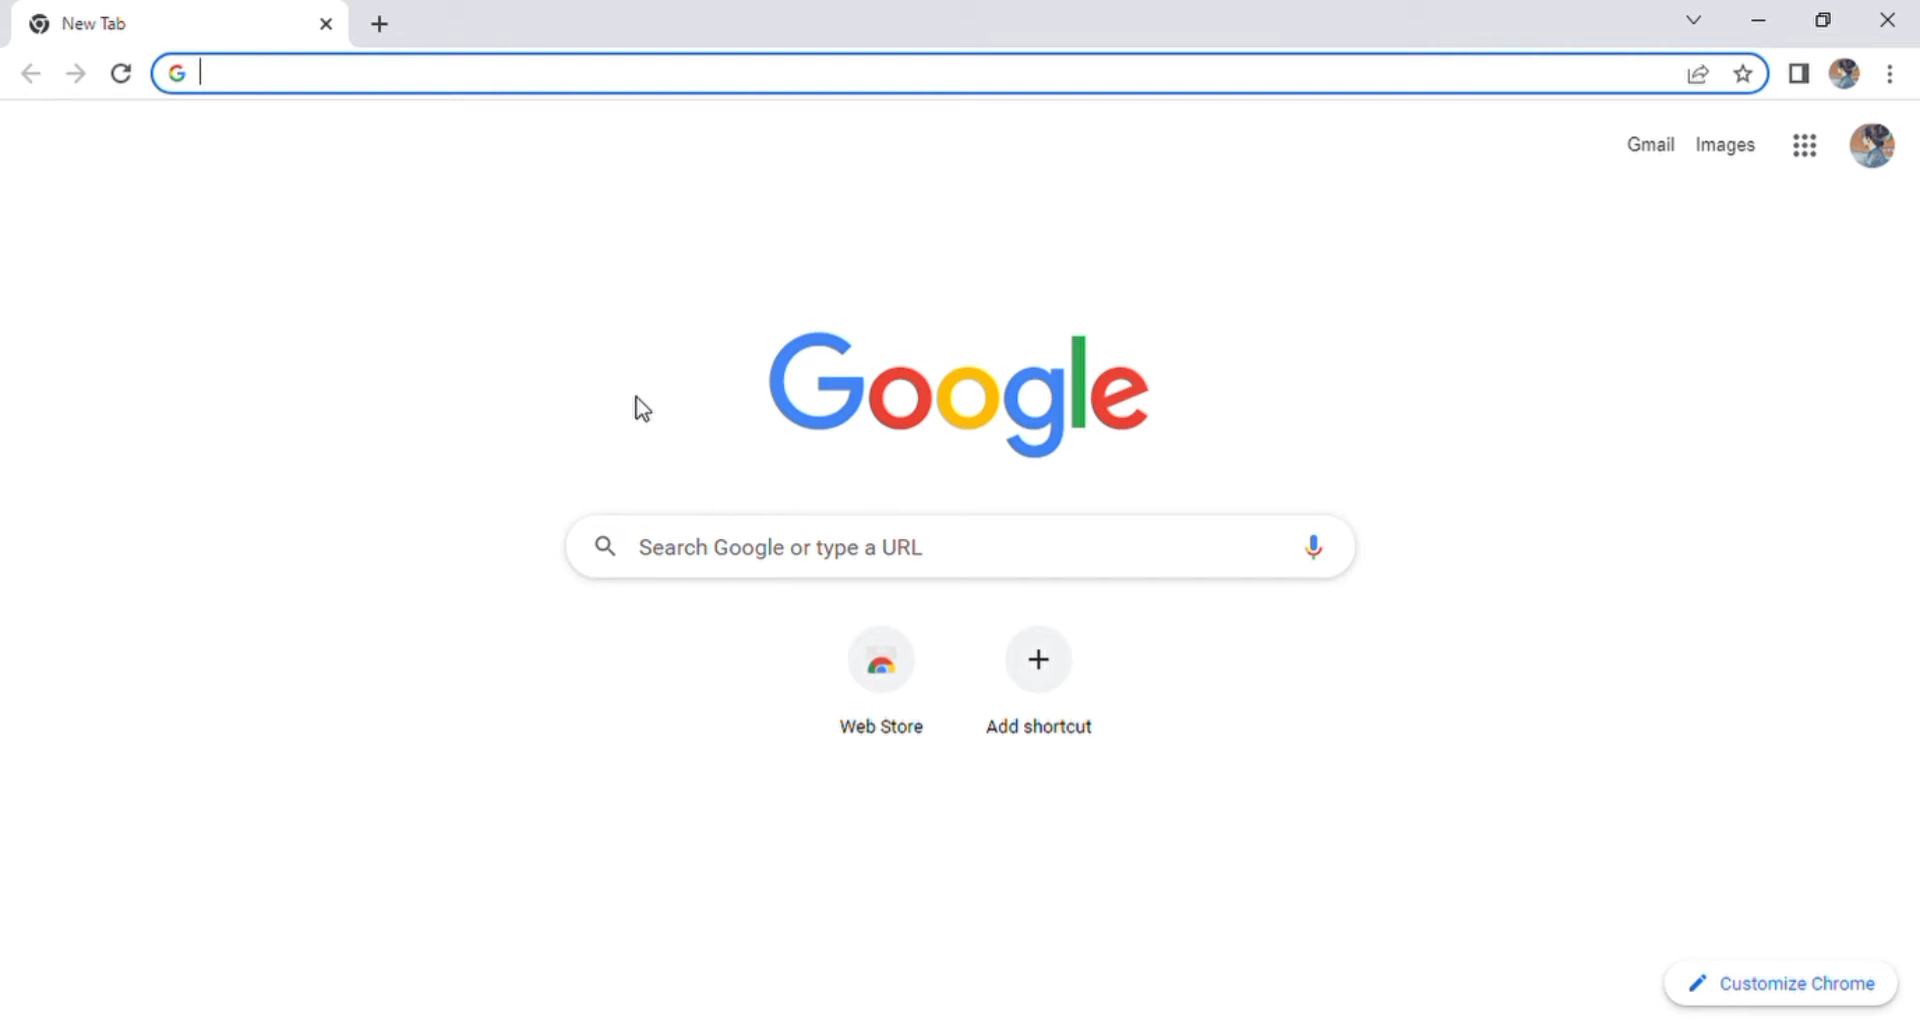 New Tab
Gmail Images
Google
Search Google or type a URL
Web Store Add shortcut
Customize Chrome